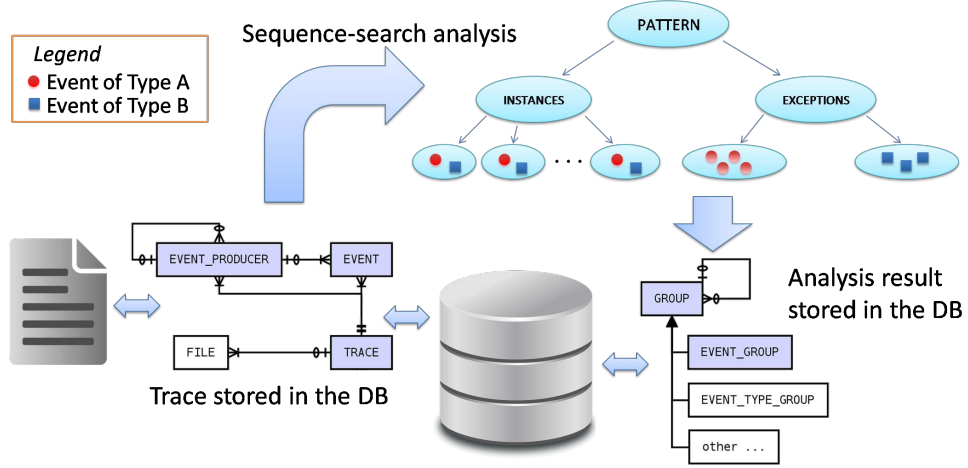 Sequence-search analysis
Legend
Event of Type A
Event of Type B
PATTERN
INSTANCES
EXCEPTIONS
. . .
EVENT_PRODUCER
EVENT
FILE
TRACE
Trace stored in the DB
GROUP
Analysis result
stored in the DB
EVENT_GROUP
EVENT_TYPE_GROUP
other ...